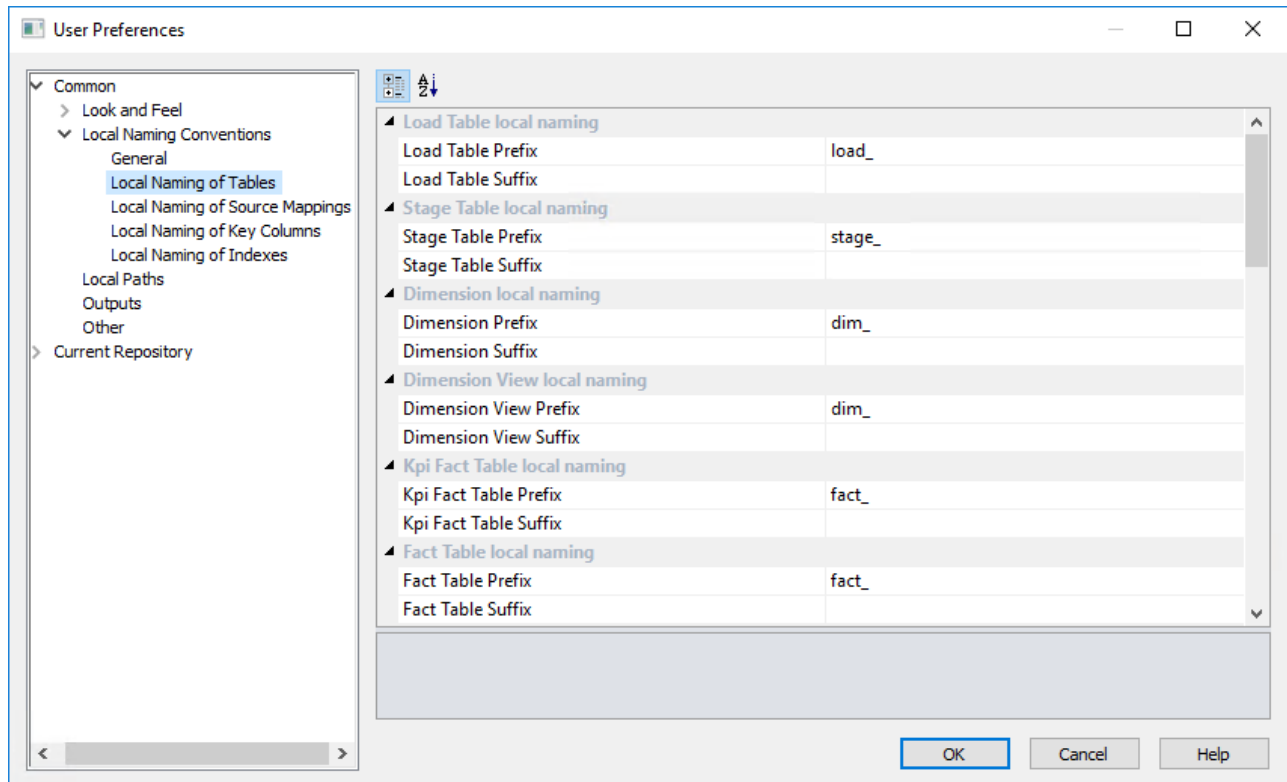 User Preferences
Common
Look and Feel
Local Naming Conventions
General
Local Naming of Tables
Local Naming of Source Mappings
Local Naming of Key Columns
Local Naming of Indexes
Local Paths
Outputs
Other
Current Repository
Load Table local naming
Load Table Prefix load_
Load Table Suffix
Stage Table local naming
Stage Table Prefix stage_
Stage Table Suffix
Dimension local naming
Dimension Prefix dim_
Dimension Suffix
Dimension View local naming
Dimension View Prefix dim_
Dimension View Suffix
Kpi Fact Table local naming
Kpi Fact Table Prefix fact_
Kpi Fact Table Suffix
Fact Table local naming
Fact Table Prefix fact_
Fact Table Suffix
OK Cancel Help